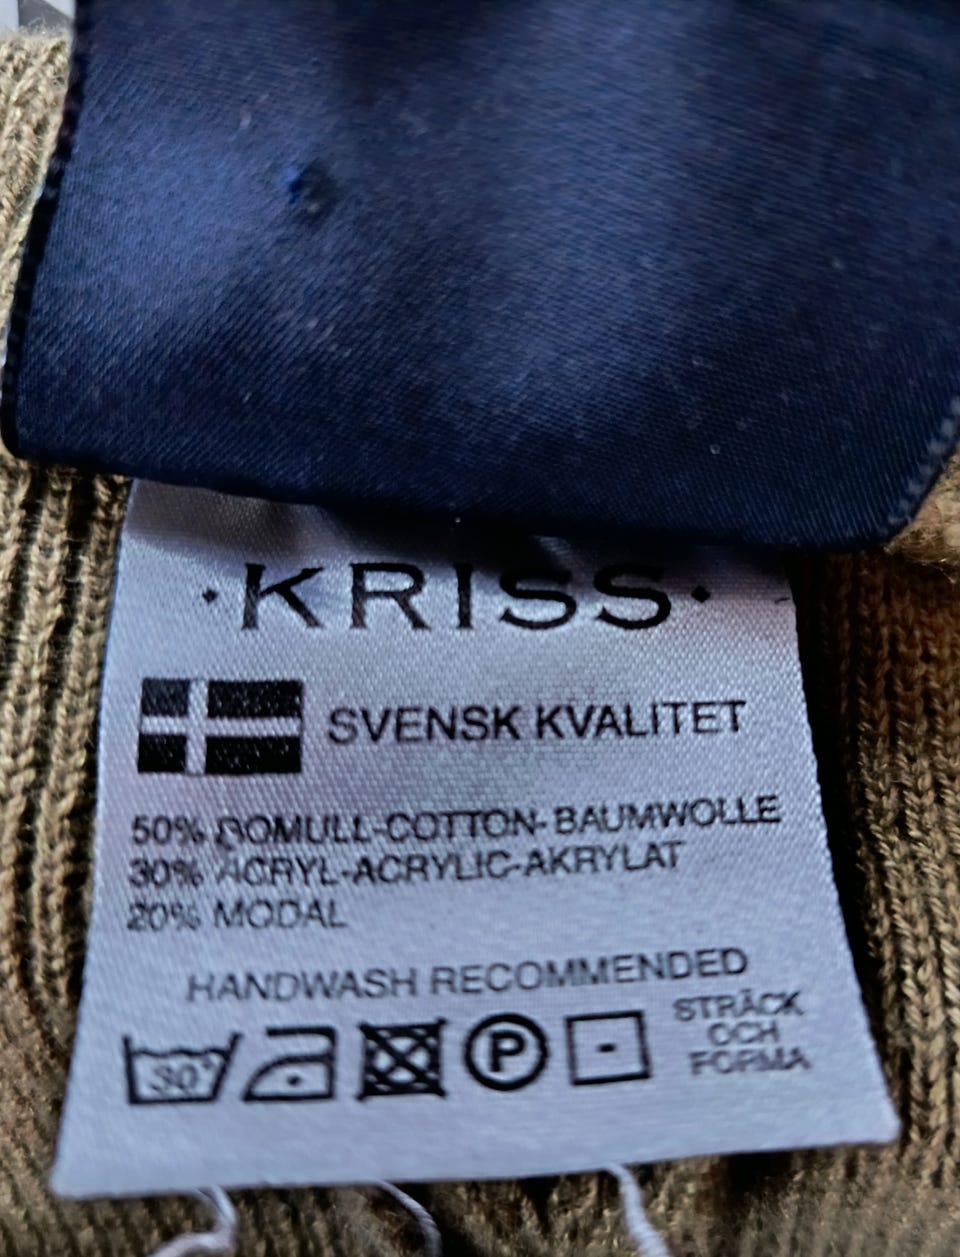 ·KRISS·
SVENSK KVALITET
50% BOMULL-COTTON-BAUMWOLLE
30% ACRYL-ACRYLIC-AKRYLAT
20% MODAL
HANDWASH RECOMMENDED
30° P
STRÄCK
OCH
FORMA